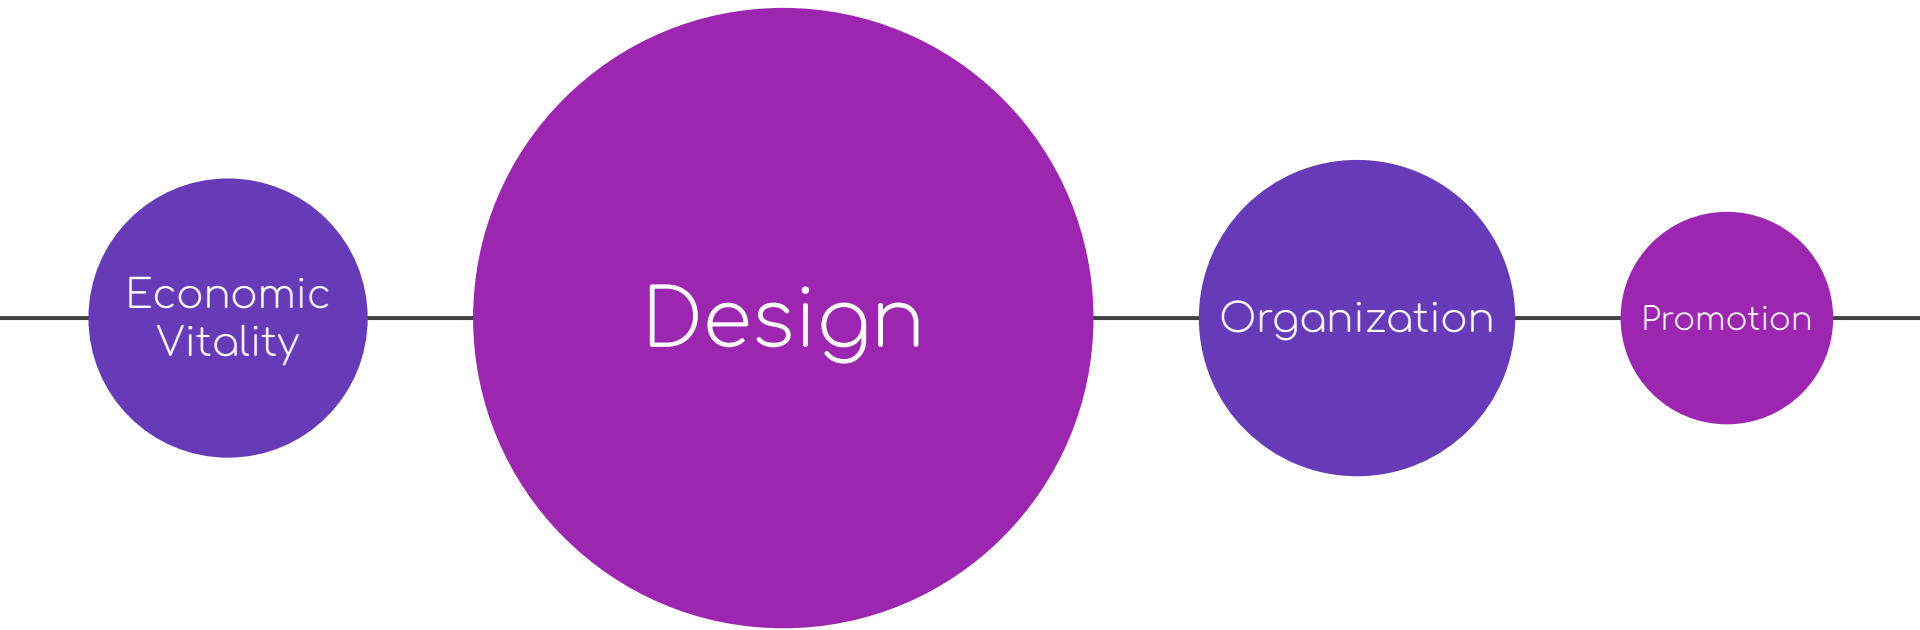 Economic
Vitality
Design
Organization
Promotion